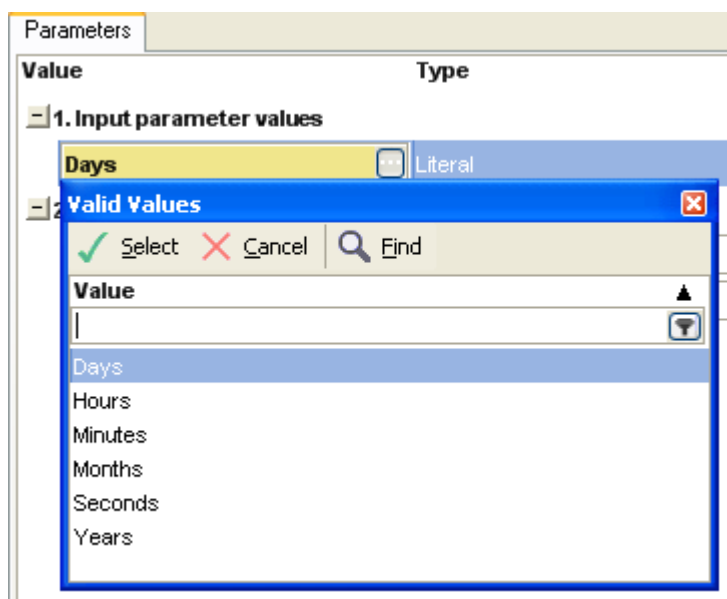 Parameters
Value Type
1. Input parameter values
Days ... Literal
2
Valid Values
Select Cancel Find
Value
Days
Hours
Minutes
Months
Seconds
Years